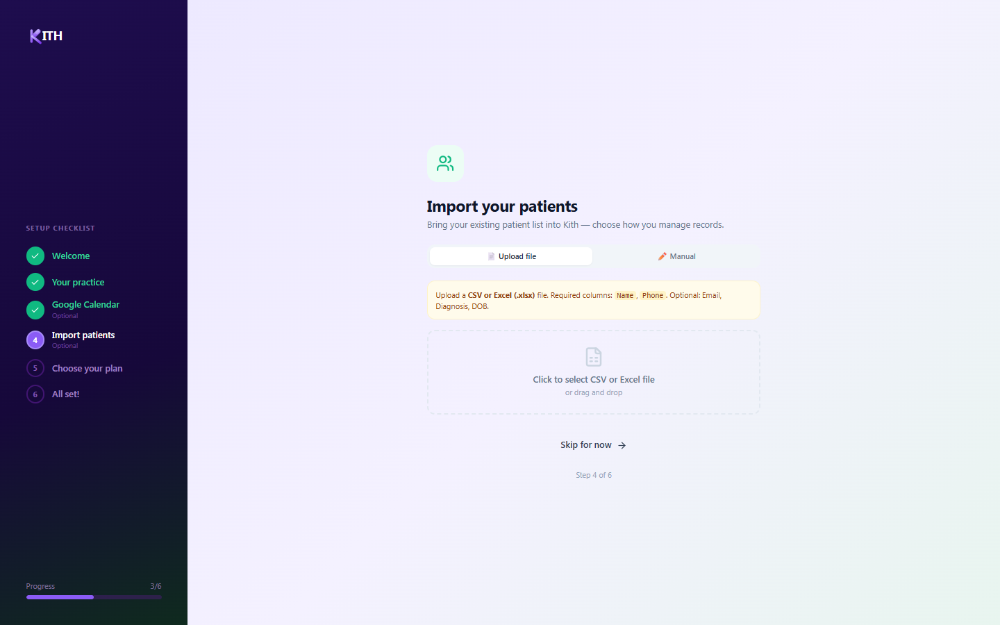 KITH
SETUP CHECKLIST
Welcome
Your practice
Google Calendar
Optional
4
Import patients
Optional
5
Choose your plan
6
All set!
Progress
3/6
Import your patients
Bring your existing patient list into Kith — choose how you manage records.
Upload file
Manual
Upload a CSV or Excel (.xlsx) file. Required columns: Name, Phone. Optional: Email,
Diagnosis, DOB.
Click to select CSV or Excel file
or drag and drop
Skip for now →
Step 4 of 6